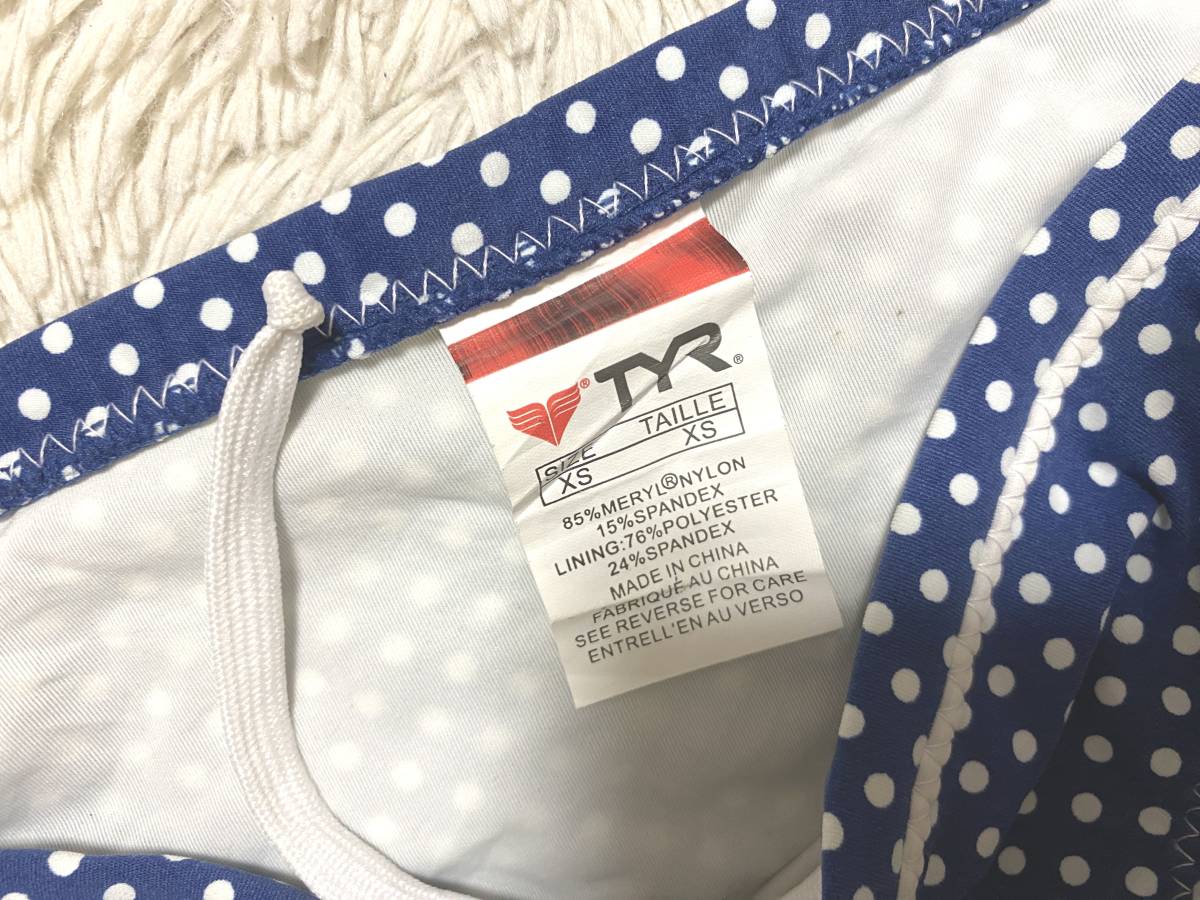 TYR®
®
SIZE TAILLE
XS XS
85%MERYL®NYLON
15%SPANDEX
LINING:76%POLYESTER
24%SPANDEX
MADE IN CHINA
FABRIQUÉ AU CHINA
SEE REVERSE FOR CARE
ENTRELL'EN AU VERSO